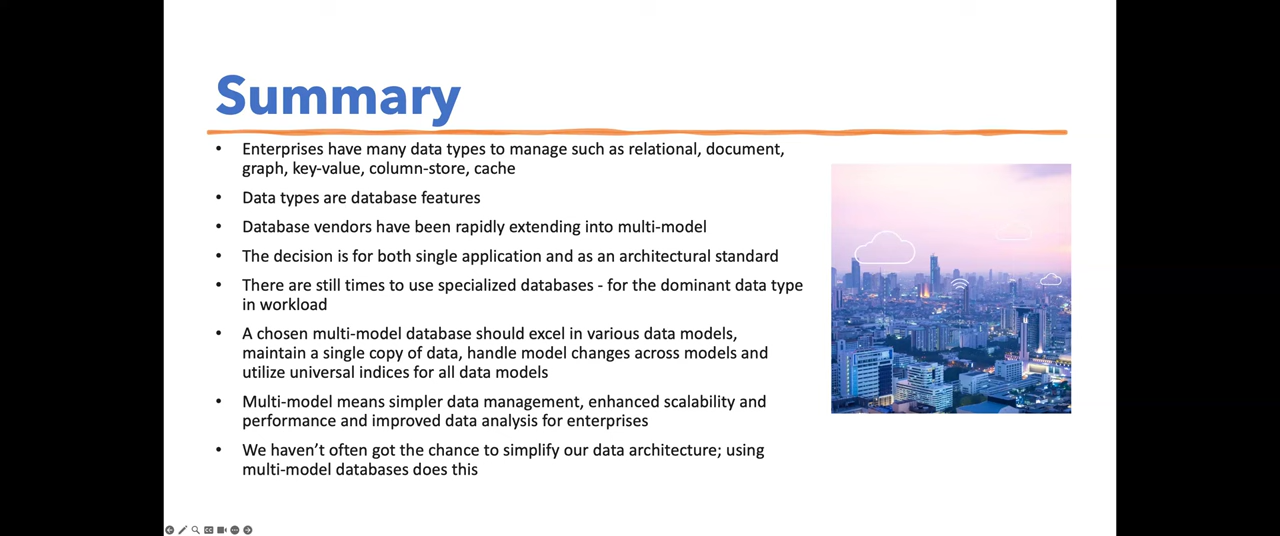 Summary
• Enterprises have many data types to manage such as relational, document,
graph, key-value, column-store, cache
• Data types are database features
• Database vendors have been rapidly extending into multi-model
• The decision is for both single application and as an architectural standard
• There are still times to use specialized databases - for the dominant data type
in workload
• A chosen multi-model database should excel in various data models,
maintain a single copy of data, handle model changes across models and
utilize universal indices for all data models
• Multi-model means simpler data management, enhanced scalability and
performance and improved data analysis for enterprises
• We haven’t often got the chance to simplify our data architecture; using
multi-model databases does this